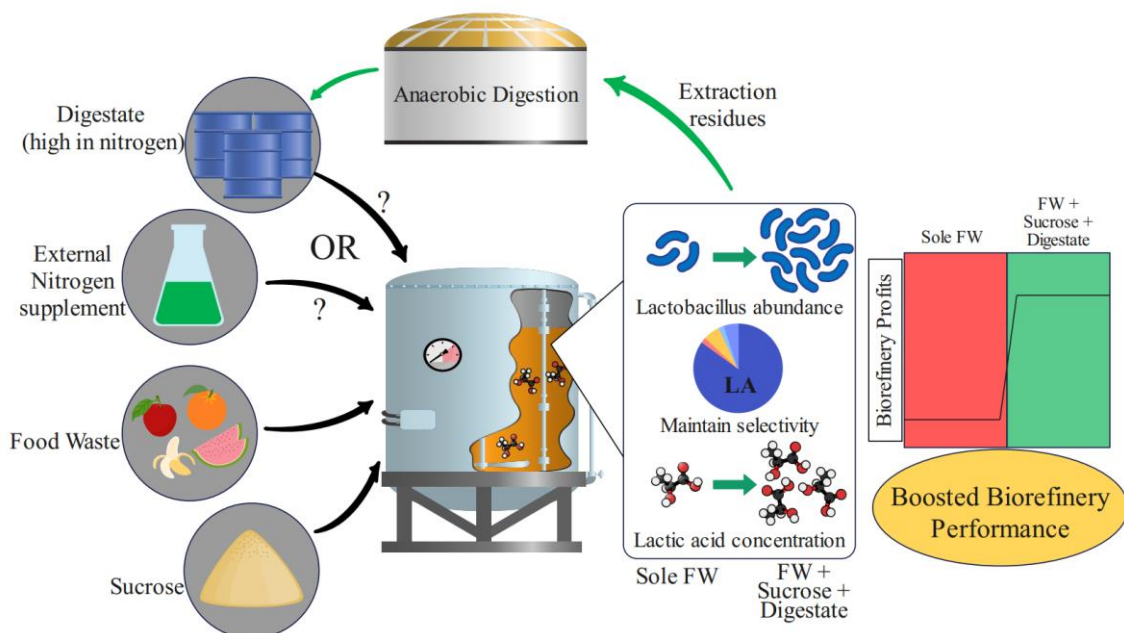 Anaerobic Digestion
Extraction
residues
Digestate
(high in nitrogen)
?
OR
External
Nitrogen
supplement
?
Food Waste
Sucrose
Lactobacillus abundance
LA
Maintain selectivity
Lactic acid concentration
Sole FW
FW +
Sucrose +
Digestate
Sole FW
FW +
Sucrose +
Digestate
Biorefinery Profits
Boosted Biorefinery
Performance